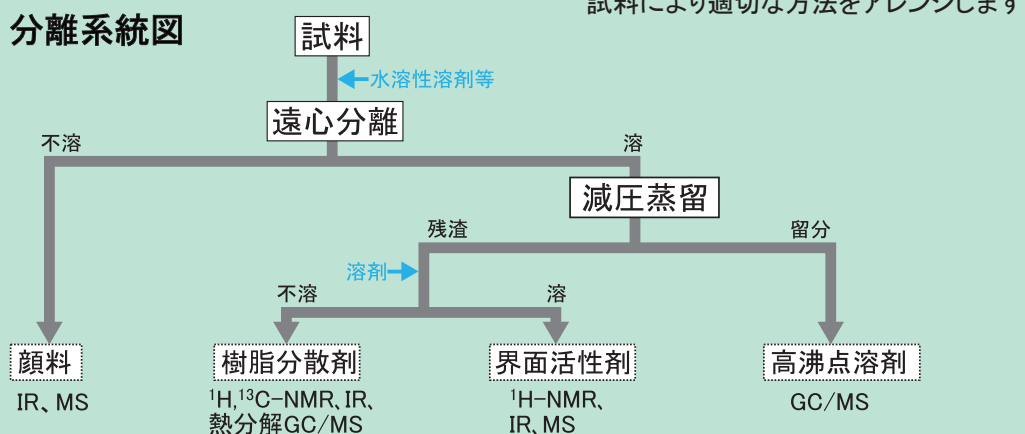 試料により適切な方法をアレンジします
分離系統図
試料
水溶性溶剤等
遠心分離
不溶
溶
減圧蒸留
残渣
留分
溶剤
不溶
溶
顔料
樹脂分散剤
界面活性剤
高沸点溶剤
IR、MS
¹H,¹³C-NMR、IR、
熱分解GC/MS
¹H-NMR、
IR、MS
GC/MS